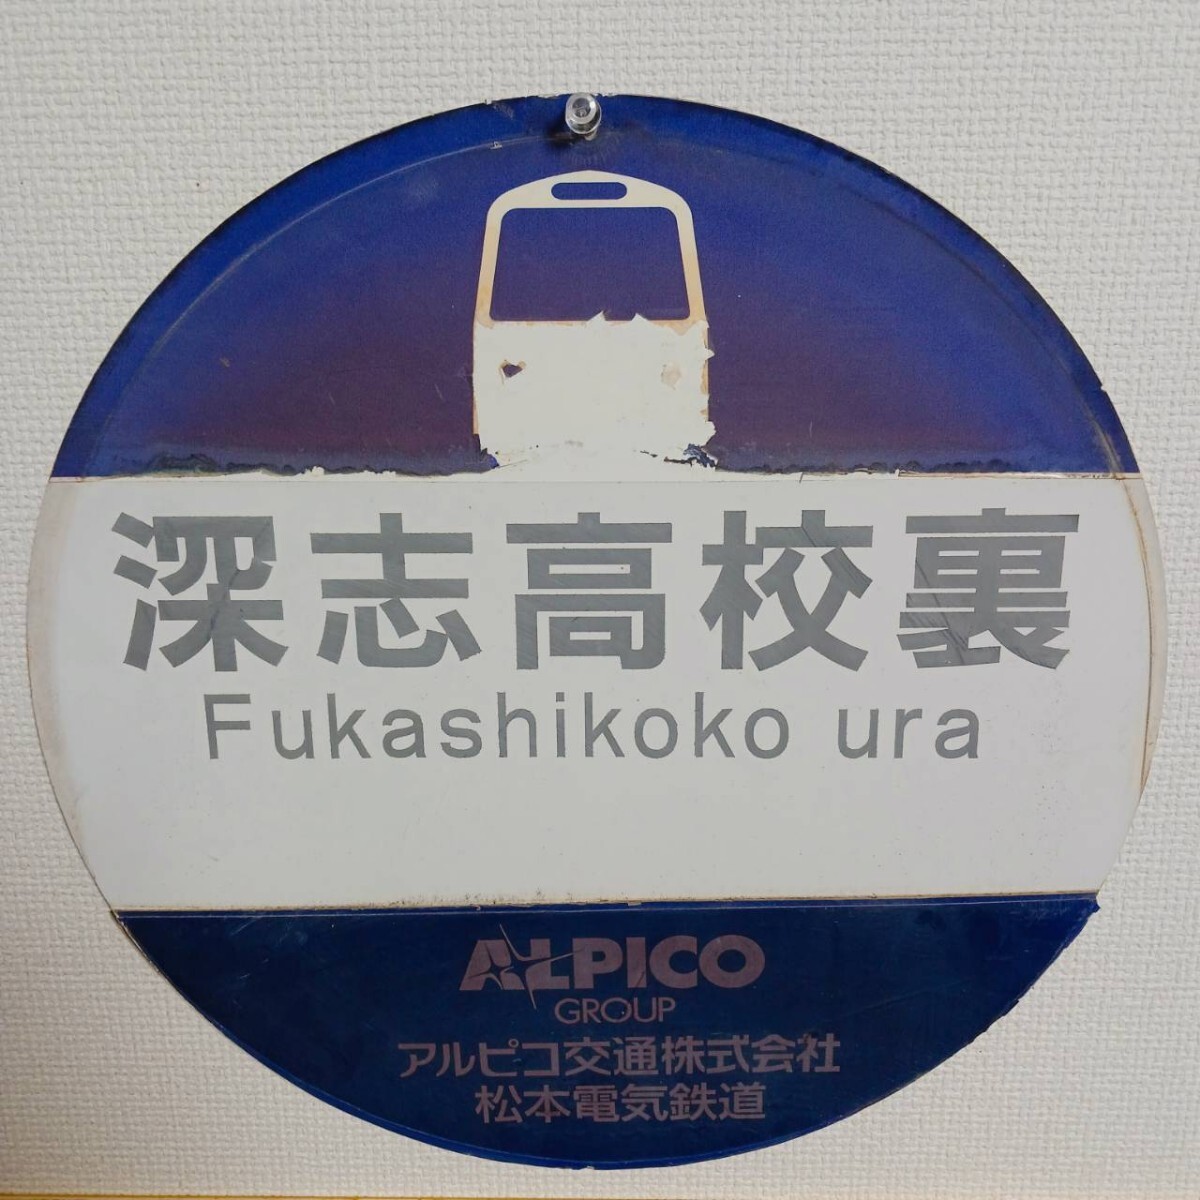 深志高校裏
Fukashikoko ura
ALPICO
GROUP
アルピコ交通株式会社
松本電気鉄道